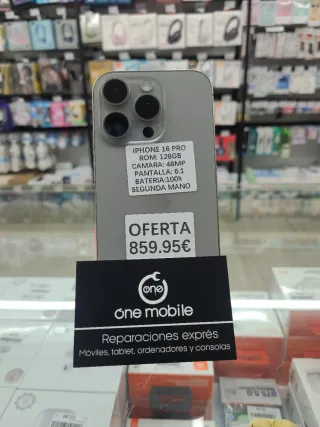 IPHONE 16 PRO
ROM: 128GB
CAMARA: 48MP
PANTALLA: 6.1
BATERIA:100%
SEGUNDA MANO
OFERTA
859.95€
One
óne mobile
Reparaciones exprés
Móviles, tablet, ordenadores y consolas